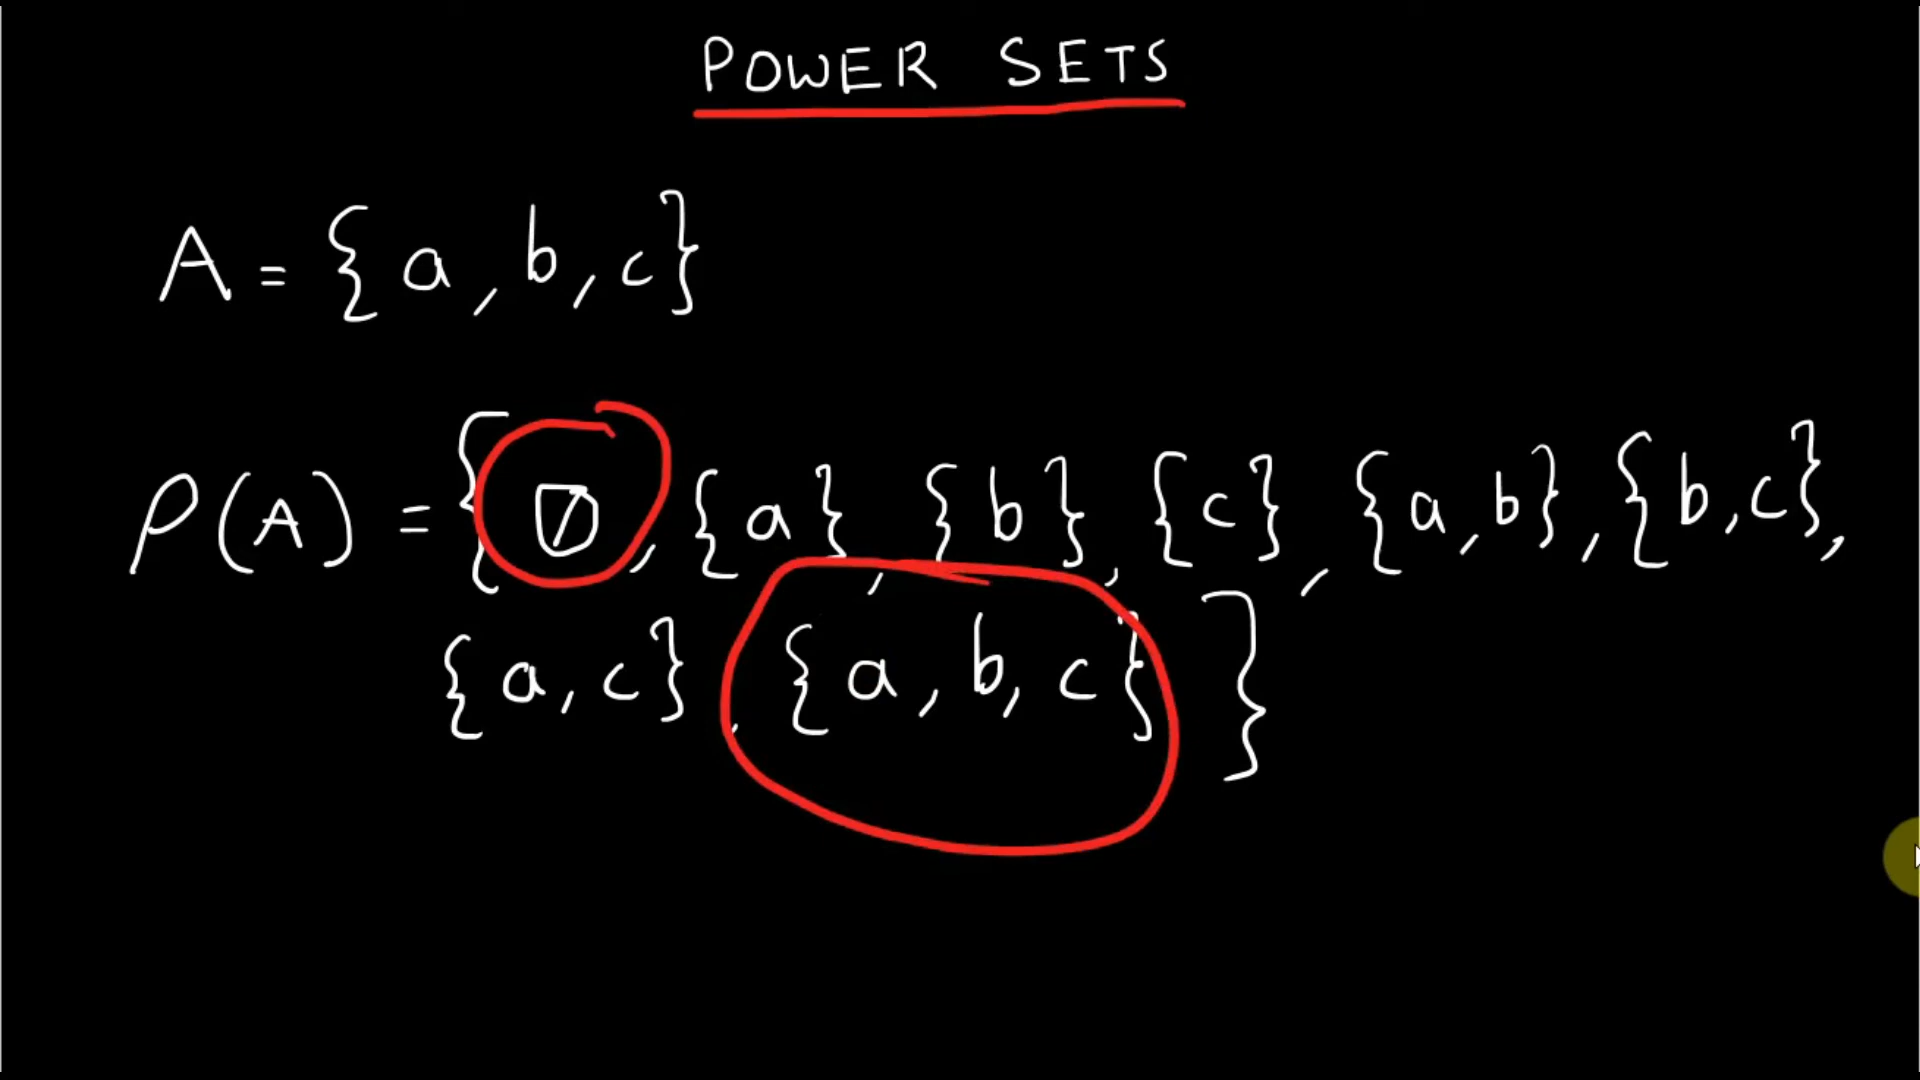 POWER SETS
A = {a, b, c}
P(A) = {∅, {a}, {b}, {c}, {a, b}, {b, c},
{a, c}, {a, b, c}}